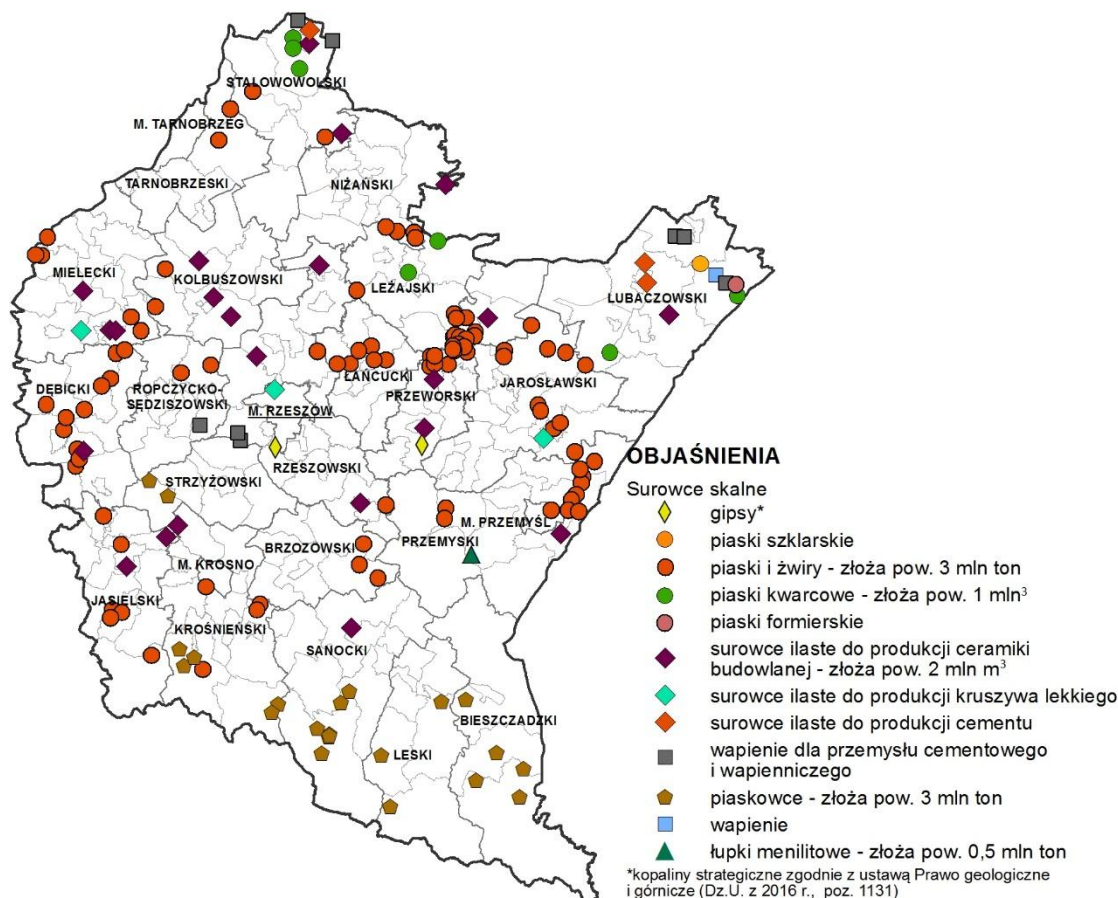 STALOWOWOLSKI
M. TARNOBRZEG
TARNOBRZESKI
NIŻAŃSKI
MIELECKI
KOLBUSZOWSKI
LEŻAJSKI
LUBACZOWSKI
DĘBICKI
ROPCZYCKO-
SĘDZISZOWSKI
ŁAŃCUCKI
PRZEWORSKI
JAROSŁAWSKI
M. RZESZÓW
RZESZOWSKI
STRZYŻOWSKI
M. PRZEMYŚL
PRZEMYSKI
BRZOZOWSKI
M. KROSNO
JASIELSKI
KROŚNIEŃSKI
SANOCKI
BIESZCZADZKI
LESKI
OBJAŚNIENIA
Surowce skalne
gipsy*
piaski szklarskie
piaski i żwiry - złoża pow. 3 mln ton
piaski kwarcowe - złoża pow. 1 mln³
piaski formierskie
surowce ilaste do produkcji ceramiki
budowlanej - złoża pow. 2 mln m³
surowce ilaste do produkcji kruszywa lekkiego
surowce ilaste do produkcji cementu
wapienie dla przemysłu cementowego
i wapienniczego
piaskowce - złoża pow. 3 mln ton
wapienie
łupki menilitowe - złoża pow. 0,5 mln ton
*kopaliny strategiczne zgodnie z ustawą Prawo geologiczne
i górnicze (Dz.U. z 2016 r., poz. 1131)